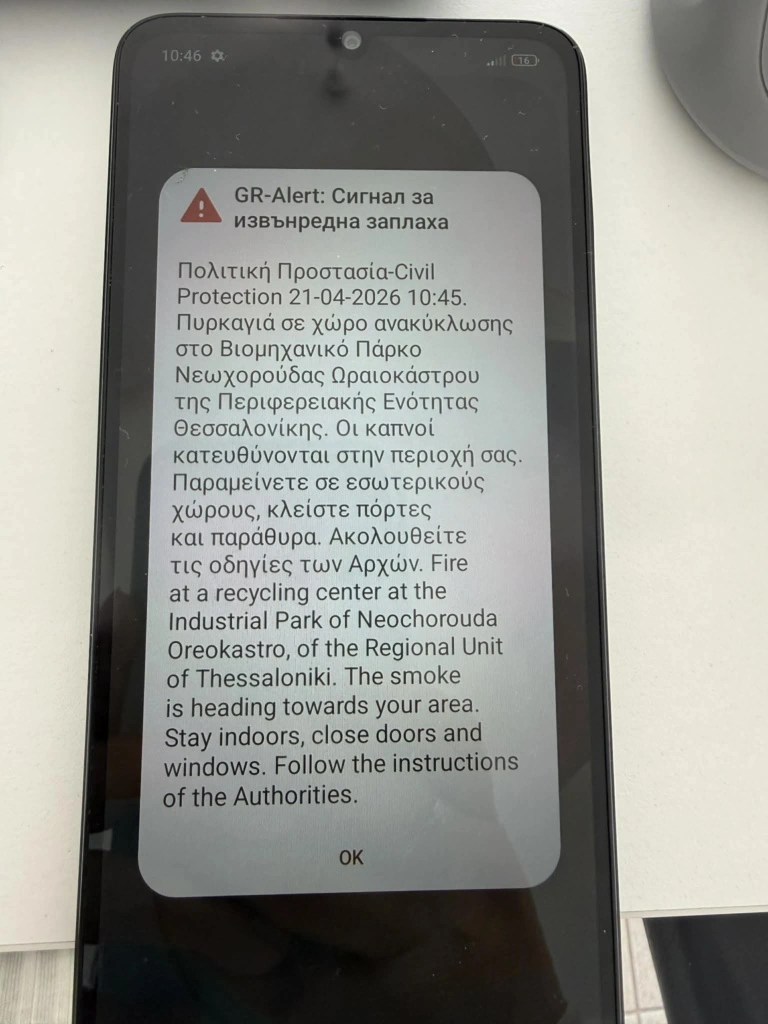 10:46
16
GR-Alert: Сигнал за
извънредна заплаха
Πολιτική Προστασία-Civil
Protection 21-04-2026 10:45.
Πυρκαγιά σε χώρο ανακύκλωσης
στο Βιομηχανικό Πάρκο
Νεωχορούδας Ωραιοκάστρου
της Περιφερειακής Ενότητας
Θεσσαλονίκης. Οι καπνοί
κατευθύνονται στην περιοχή σας.
Παραμείνετε σε εσωτερικούς
χώρους, κλείστε πόρτες
και παράθυρα. Ακολουθείτε
τις οδηγίες των Αρχών. Fire
at a recycling center at the
Industrial Park of Neochorouda
Oreokastro, of the Regional Unit
of Thessaloniki. The smoke
is heading towards your area.
Stay indoors, close doors and
windows. Follow the instructions
of the Authorities.
OK